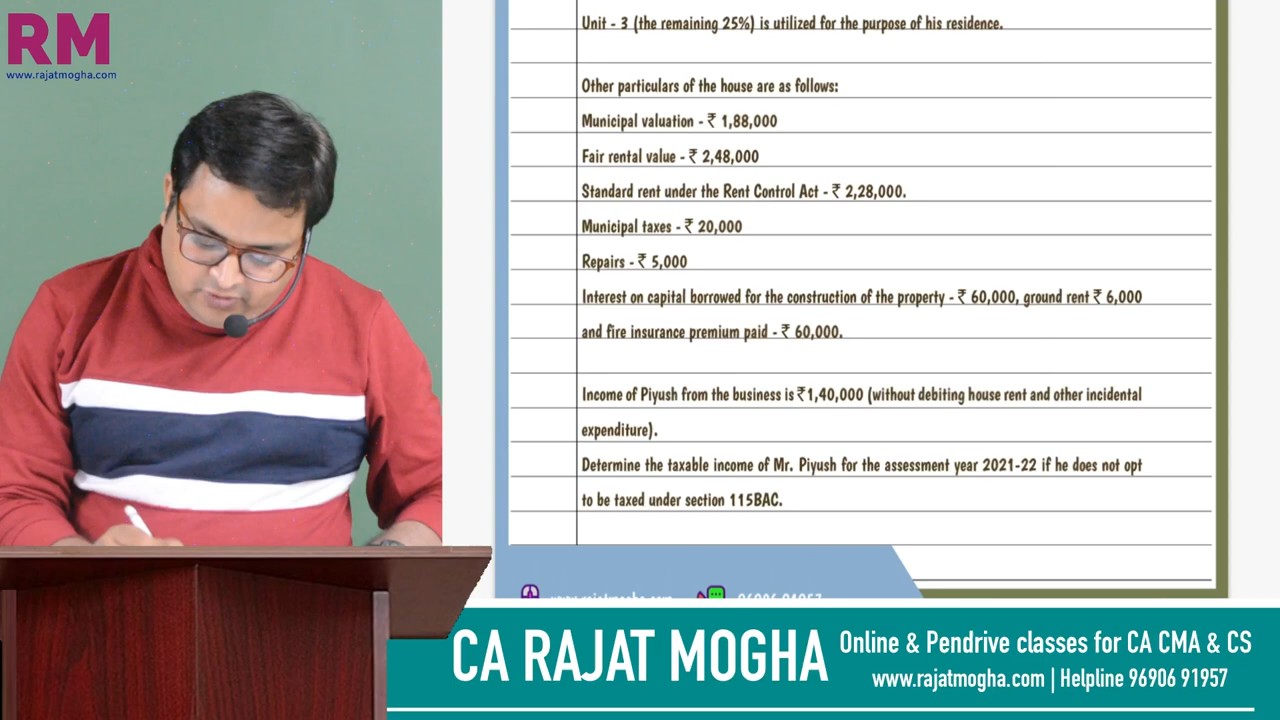 RM
www.rajatmogha.com
Unit - 3 (the remaining 25%) is utilized for the purpose of his residence.
Other particulars of the house are as follows:
Municipal valuation - ₹ 1,88,000
Fair rental value - ₹ 2,48,000
Standard rent under the Rent Control Act - ₹ 2,28,000.
Municipal taxes - ₹ 20,000
Repairs - ₹ 5,000
Interest on capital borrowed for the construction of the property - ₹ 60,000, ground rent ₹ 6,000
and fire insurance premium paid - ₹ 60,000.
Income of Piyush from the business is ₹1,40,000 (without debiting house rent and other incidental
expenditure).
Determine the taxable income of Mr. Piyush for the assessment year 2021-22 if he does not opt
to be taxed under section 115BAC.
www.rajatmogha.com 96906 91957
CA RAJAT MOGHA
Online & Pendrive classes for CA CMA & CS
www.rajatmogha.com | Helpline 96906 91957